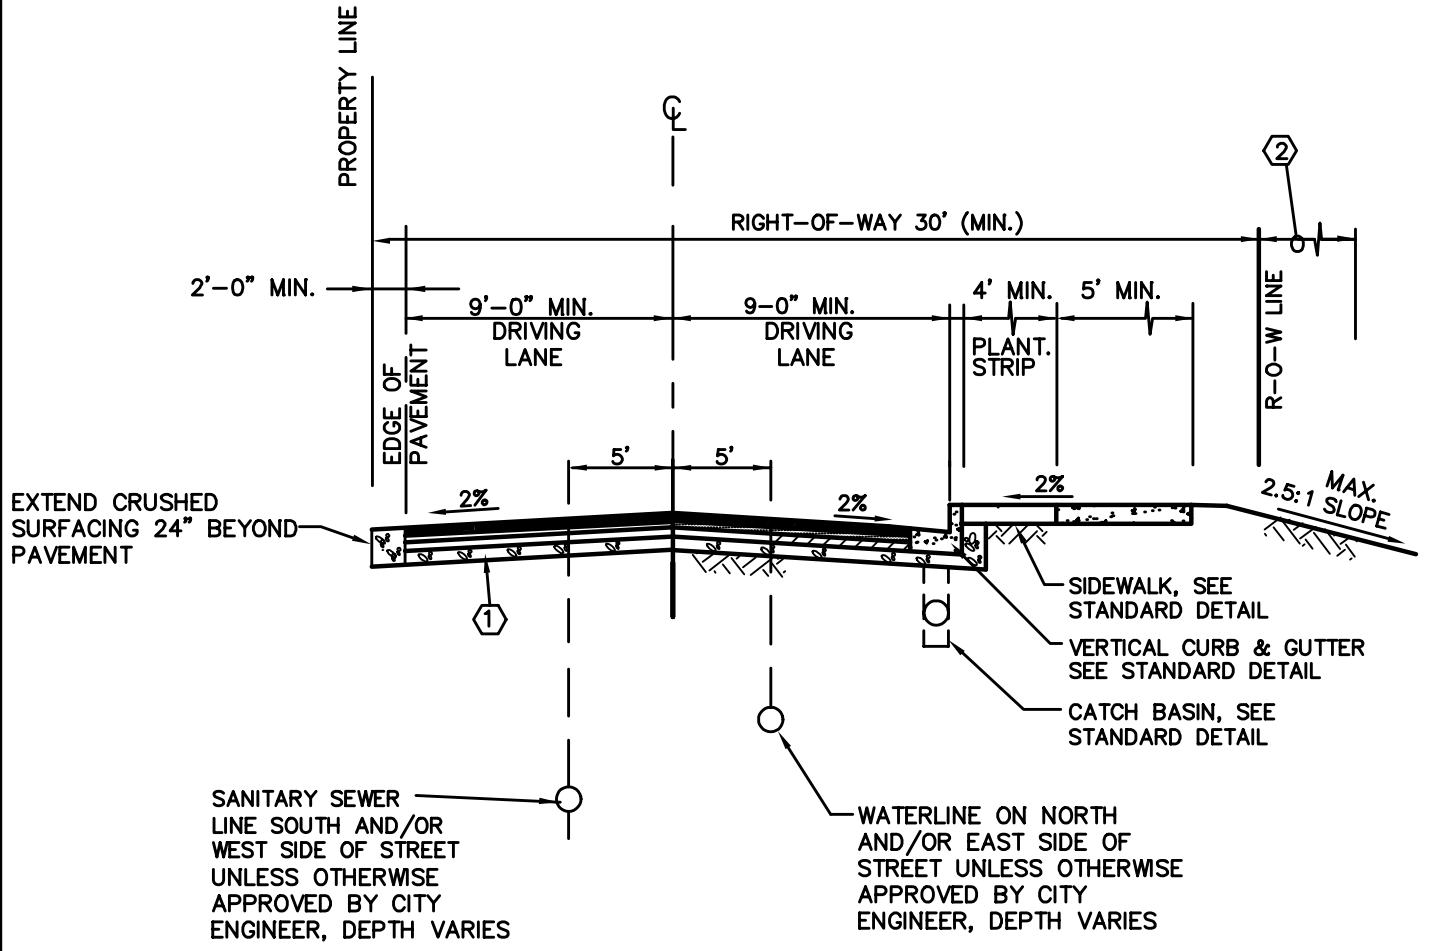 PROPERTY LINE
CL
2
RIGHT-OF-WAY 30' (MIN.)
2'-0" MIN.
9'-0" MIN.
DRIVING
LANE
9-0" MIN.
DRIVING
LANE
4' MIN.
PLANT.
STRIP
5' MIN.
R-O-W LINE
EDGE OF
PAVEMENT
5'
5'
2%
2%
2%
MAX.
2.5:1 SLOPE
EXTEND CRUSHED
SURFACING 24" BEYOND
PAVEMENT
1
SIDEWALK, SEE
STANDARD DETAIL
VERTICAL CURB & GUTTER
SEE STANDARD DETAIL
CATCH BASIN, SEE
STANDARD DETAIL
SANITARY SEWER
LINE SOUTH AND/OR
WEST SIDE OF STREET
UNLESS OTHERWISE
APPROVED BY CITY
ENGINEER, DEPTH VARIES
WATERLINE ON NORTH
AND/OR EAST SIDE OF
STREET UNLESS OTHERWISE
APPROVED BY CITY
ENGINEER, DEPTH VARIES